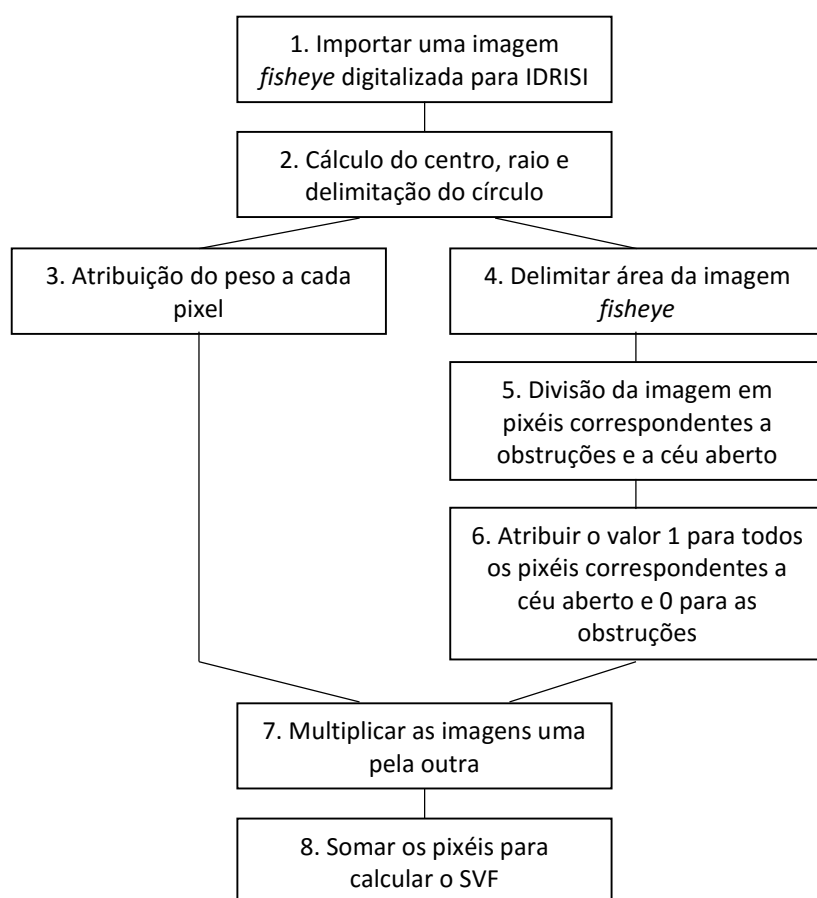 1. Importar uma imagem
fisheye digitalizada para IDRISI
2. Cálculo do centro, raio e
delimitação do círculo
3. Atribuição do peso a cada
pixel
4. Delimitar área da imagem
fisheye
5. Divisão da imagem em
pixéis correspondentes a
obstruções e a céu aberto
6. Atribuir o valor 1 para todos
os pixéis correspondentes a
céu aberto e 0 para as
obstruções
7. Multiplicar as imagens uma
pela outra
8. Somar os pixéis para
calcular o SVF